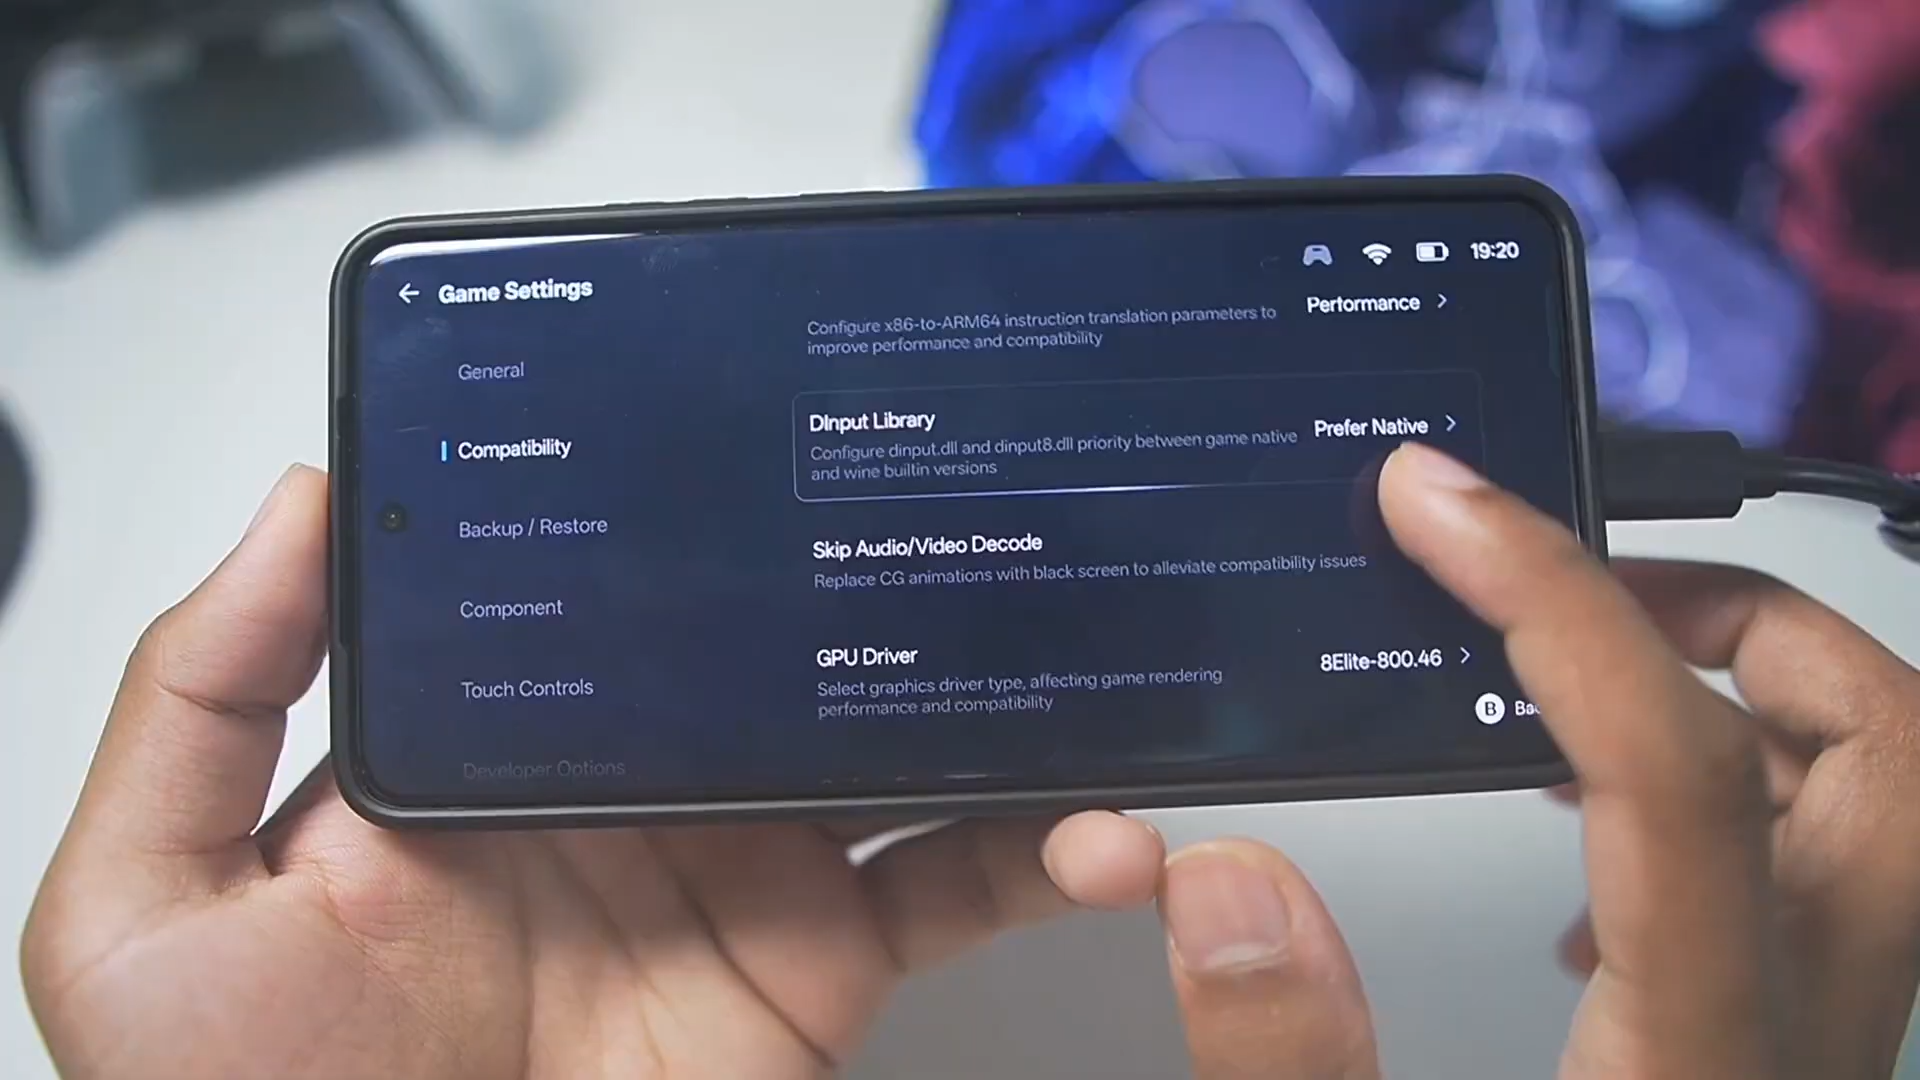 19:20
Game Settings
General
Compatibility
Backup / Restore
Component
Touch Controls
Developer Options
Configure x86-to-ARM64 instruction translation parameters to
improve performance and compatibility
Performance
DInput Library
Configure dinput.dll and dinput8.dll priority between game native
and wine builtin versions
Prefer Native
Skip Audio/Video Decode
Replace CG animations with black screen to alleviate compatibility issues
GPU Driver
Select graphics driver type, affecting game rendering
performance and compatibility
8Elite-800.46
B